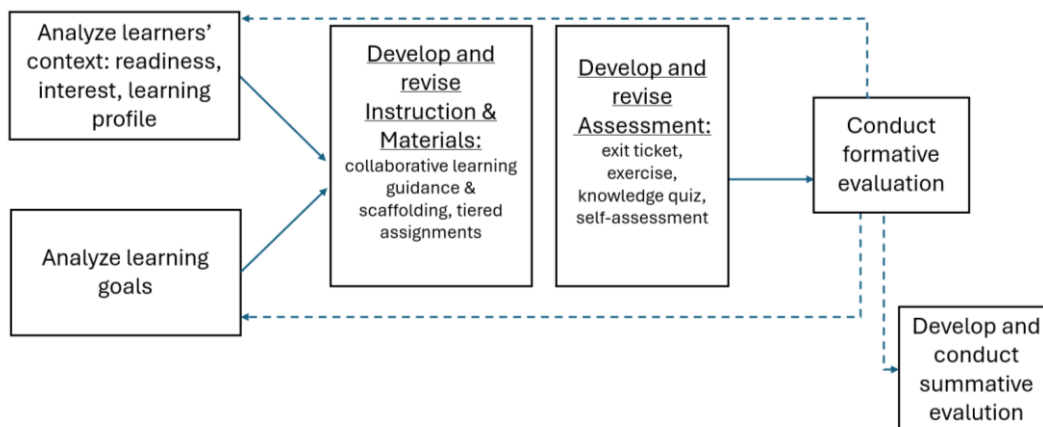 Analyze learners’
context: readiness,
interest, learning
profile
Analyze learning
goals
Develop and
revise
Instruction &
Materials:
collaborative learning
guidance &
scaffolding, tiered
assignments
Develop and
revise
Assessment:
exit ticket,
exercise,
knowledge quiz,
self-assessment
Conduct
formative
evaluation
Develop and
conduct
summative
evalution